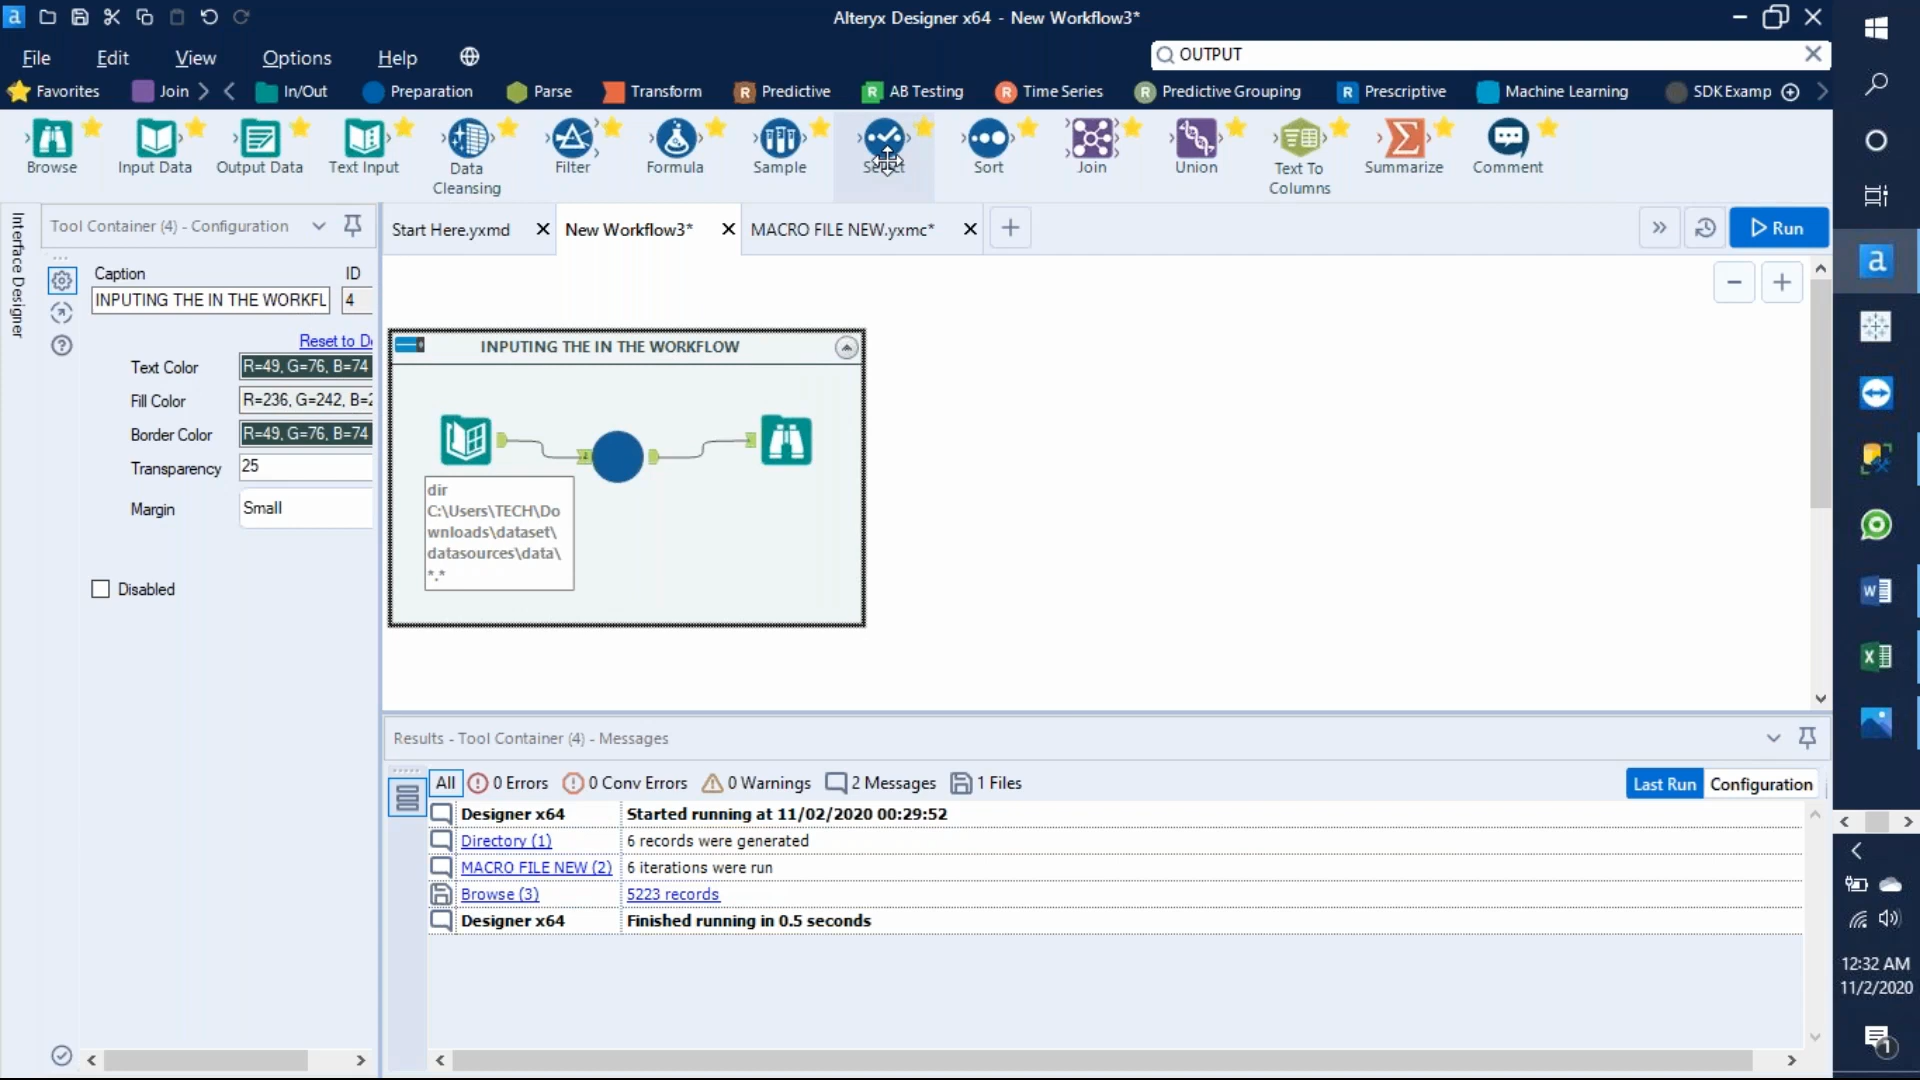 Alteryx Designer x64 - New Workflow3*
File Edit View Options Help
OUTPUT
Favorites Join In/Out Preparation Parse Transform Predictive AB Testing Time Series Predictive Grouping Prescriptive Machine Learning SDK Examp
Browse Input Data Output Data Text Input Data Cleansing Filter Formula Sample Select Sort Join Union Text To Columns Summarize Comment
Interface Designer
Tool Container (4) - Configuration
Start Here.yxmd New Workflow3* MACRO FILE NEW.yxmc* Run
Caption ID
INPUTING THE IN THE WORKFL 4
Reset to De
Text Color R=49, G=76, B=74
Fill Color R=236, G=242, B=2
Border Color R=49, G=76, B=74
Transparency 25
Margin Small
Disabled
INPUTING THE IN THE WORKFLOW
dir
C:\Users\TECH\Do
wnloads\dataset\
datasources\data\
*.*
Results - Tool Container (4) - Messages
All 0 Errors 0 Conv Errors 0 Warnings 2 Messages 1 Files Last Run Configuration
Designer x64 Started running at 11/02/2020 00:29:52
Directory (1) 6 records were generated
MACRO FILE NEW (2) 6 iterations were run
Browse (3) 5223 records
Designer x64 Finished running in 0.5 seconds
12:32 AM
11/2/2020
1